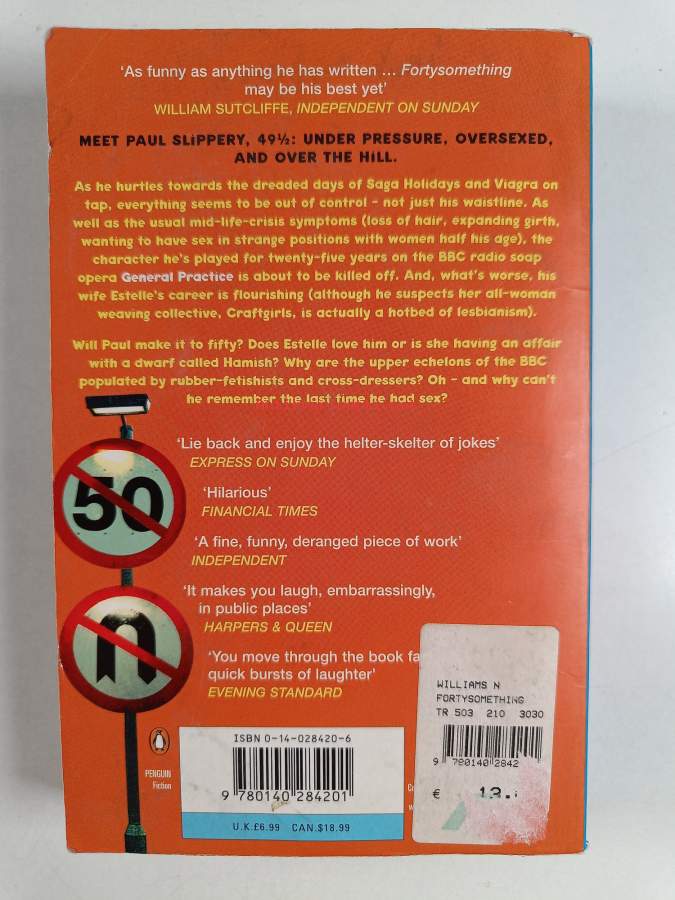 ‘As funny as anything he has written ... Fortysomething
may be his best yet’
WILLIAM SUTCLIFFE, INDEPENDENT ON SUNDAY
MEET PAUL SLIPPERY, 49½: UNDER PRESSURE, OVERSEXED,
AND OVER THE HILL.
As he hurtles towards the dreaded days of Saga Holidays and Viagra on
tap, everything seems to be out of control – not just his waistline. As
well as the usual mid-life-crisis symptoms (loss of hair, expanding girth,
wanting to have sex in strange positions with women half his age), the
character he's played for twenty-five years on the BBC radio soap
opera General Practice is about to be killed off. And, what's worse, his
wife Estelle's career is flourishing (although he suspects her all-woman
weaving collective, Craftgirls, is actually a hotbed of lesbianism).
Will Paul make it to fifty? Does Estelle love him or is she having an affair
with a dwarf called Hamish? Why are the upper echelons of the BBC
populated by rubber-fetishists and cross-dressers? Oh – and why can't
he remember the last time he had sex?
50
‘Lie back and enjoy the helter-skelter of jokes’
EXPRESS ON SUNDAY
‘Hilarious’
FINANCIAL TIMES
‘A fine, funny, deranged piece of work’
INDEPENDENT
‘It makes you laugh, embarrassingly,
in public places’
HARPERS & QUEEN
‘You move through the book
quick bursts of laughter’
EVENING STANDARD
PENGUIN
Fiction
ISBN 0-14-028420-6
9 780140 284201
U.K. £6.99 CAN. $18.99
WILLIAMS N
FORTYSOMETHING
TR 503 210 3030
9 780140 2842
€ 13.